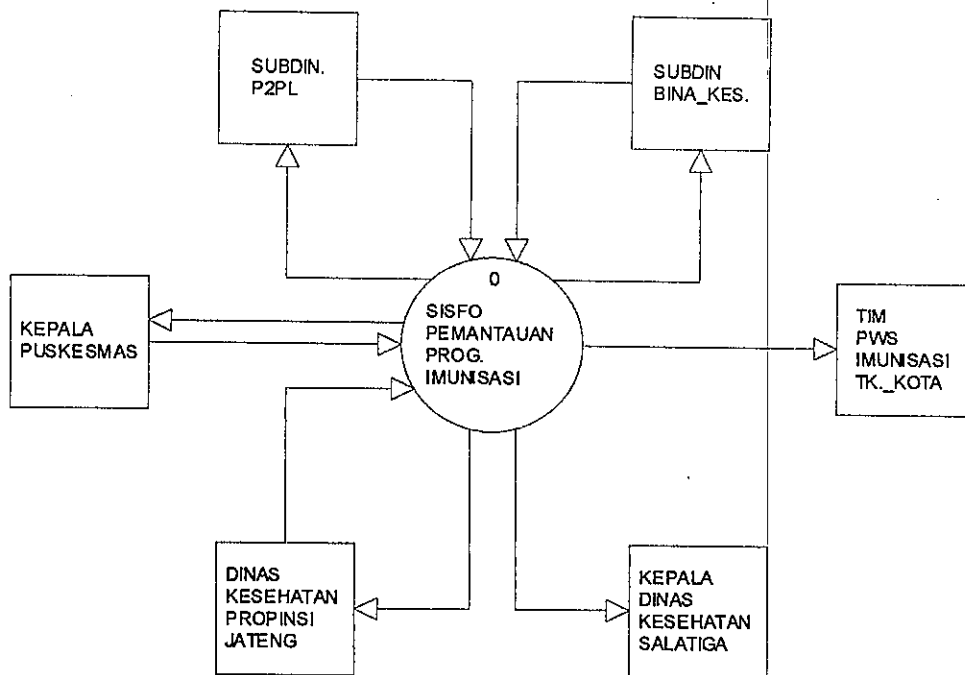 SUBDIN.
P2PL
SUBDIN
BINA_KES.
0
SISFO
PEMANTAUAN
PROG.
IMUNISASI
KEPALA
PUSKESMAS
TIM
PWS
IMUNISASI
TK._KOTA
DINAS
KESEHATAN
PROPINSI
JATENG
KEPALA
DINAS
KESEHATAN
SALATIGA